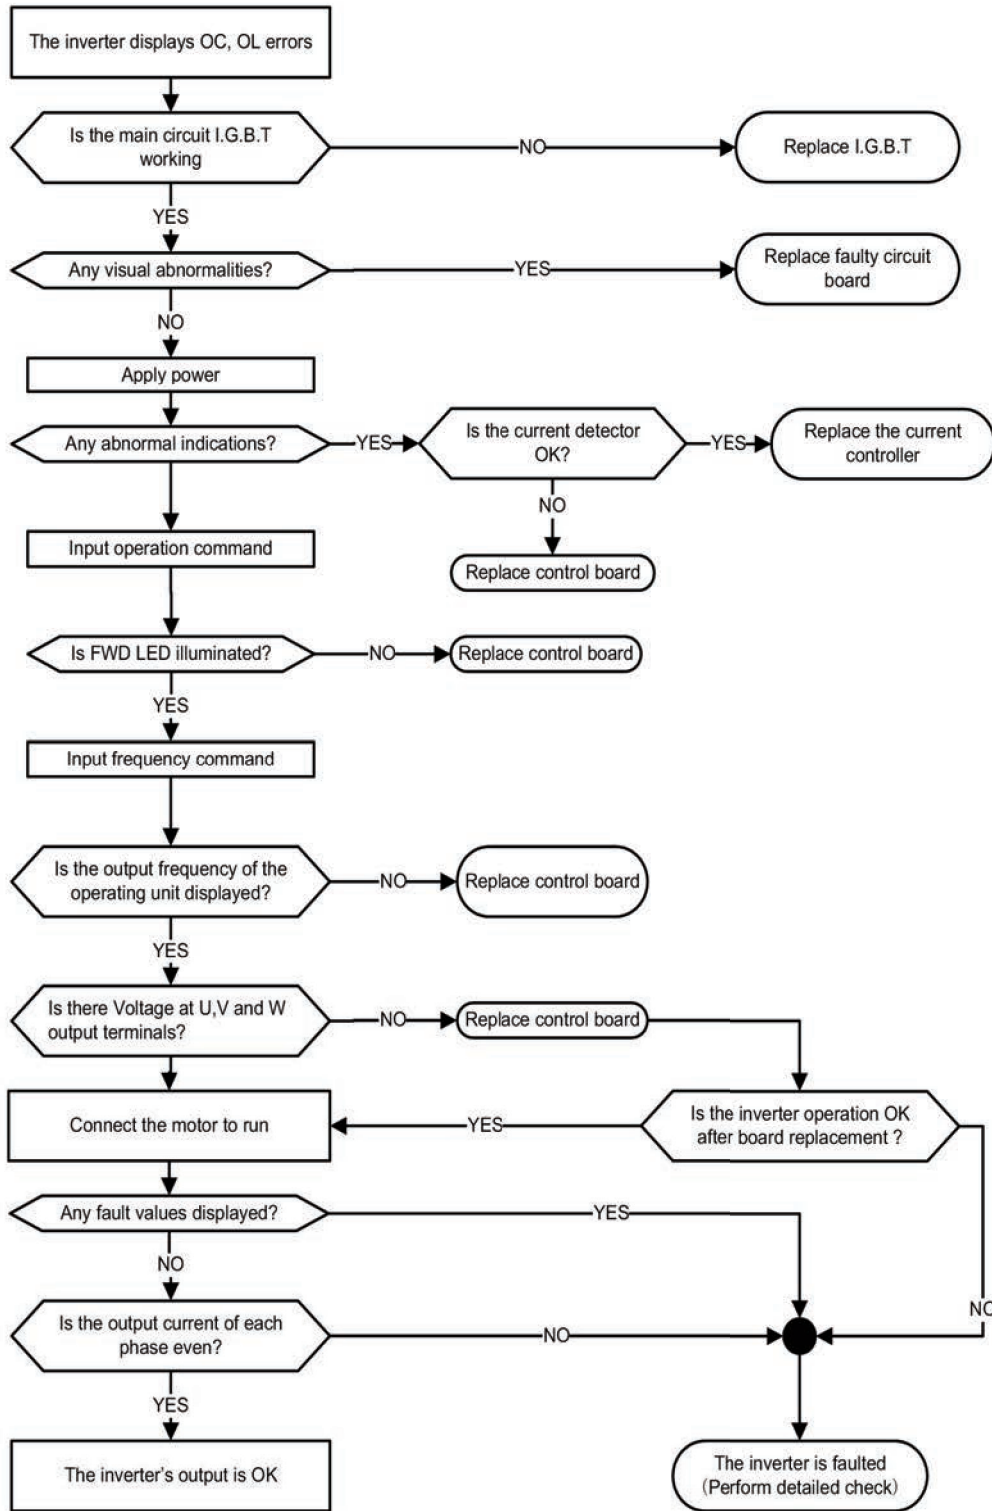 The inverter displays OC, OL errors
Is the main circuit I.G.B.T
working
NO
Replace I.G.B.T
YES
Any visual abnormalities?
YES
Replace faulty circuit
board
NO
Apply power
Any abnormal indications?
YES
Is the current detector
OK?
YES
Replace the current
controller
NO
Input operation command
Replace control board
Is FWD LED illuminated?
NO
Replace control board
YES
Input frequency command
Is the output frequency of the
operating unit displayed?
NO
Replace control board
YES
Is there Voltage at U,V and W
output terminals?
NO
Replace control board
Connect the motor to run
YES
Is the inverter operation OK
after board replacement ?
Any fault values displayed?
YES
NO
NO
Is the output current of each
phase even?
NO
YES
The inverter's output is OK
The inverter is faulted
(Perform detailed check)